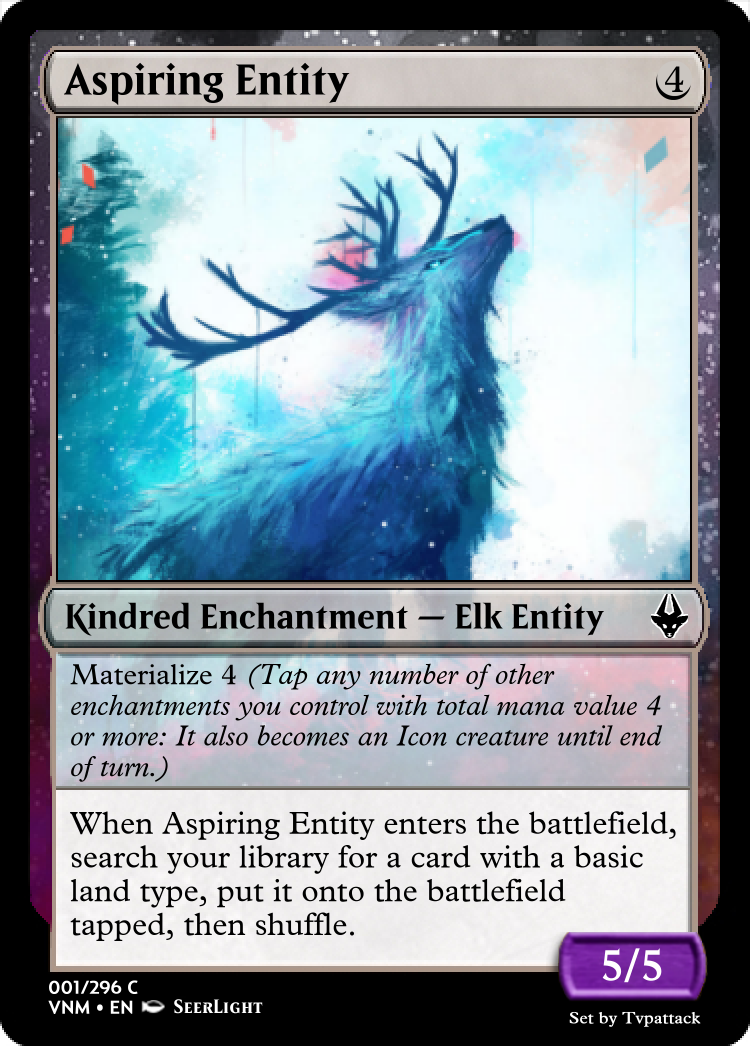 Aspiring Entity 4
Kindred Enchantment — Elk Entity
Materialize 4 (Tap any number of other
enchantments you control with total mana value 4
or more: It also becomes an Icon creature until end
of turn.)
When Aspiring Entity enters the battlefield,
search your library for a card with a basic
land type, put it onto the battlefield
tapped, then shuffle.
5/5
001/296 C
VNM • EN SEERLIGHT
Set by Tvpattack